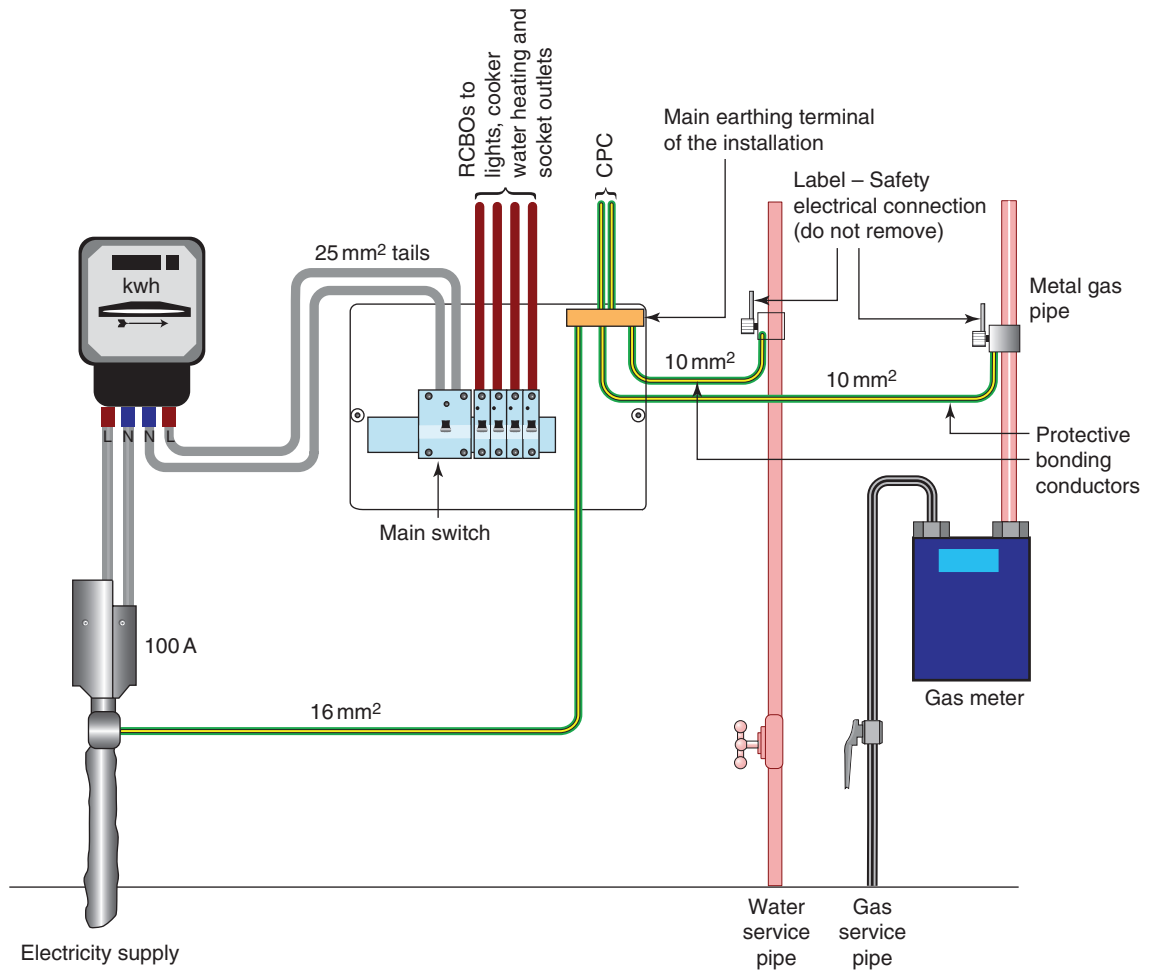 RCBOs to
lights, cooker
water heating and
socket outlets
CPC
Main earthing terminal
of the installation
Label – Safety
electrical connection
(do not remove)
Metal gas
pipe
25 mm² tails
kwh
10 mm²
10 mm²
L N N L
Protective
bonding
conductors
Main switch
100 A
16 mm²
Gas meter
Electricity supply
Water
service
pipe
Gas
service
pipe